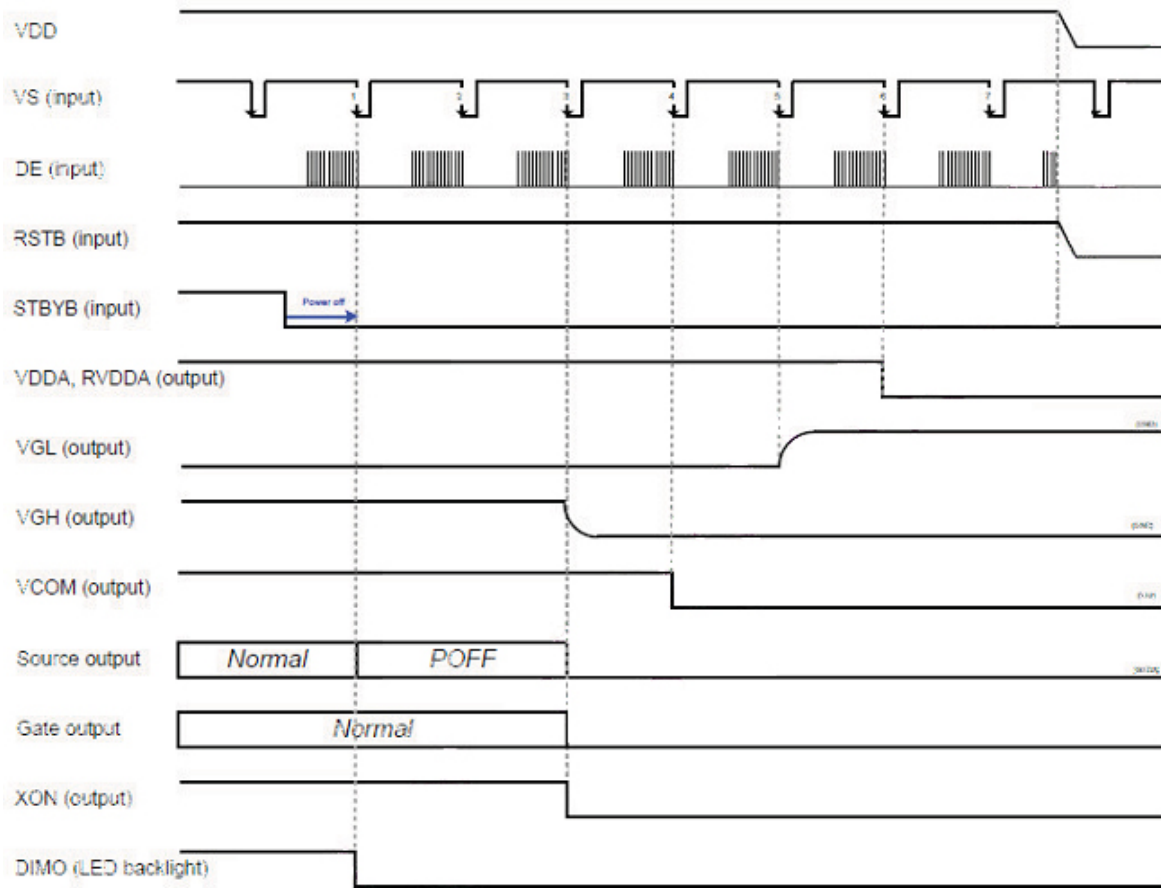 VDD
VS (input)
1 2 3 4 5 6 7
DE (input)
RSTB (input)
STBYB (input)
Power off
VDDA, RVDDA (output)
VGL (output)
VGH (output)
VCOM (output)
Source output
Normal
POFF
Gate output
Normal
XON (output)
DIMO (LED backlight)